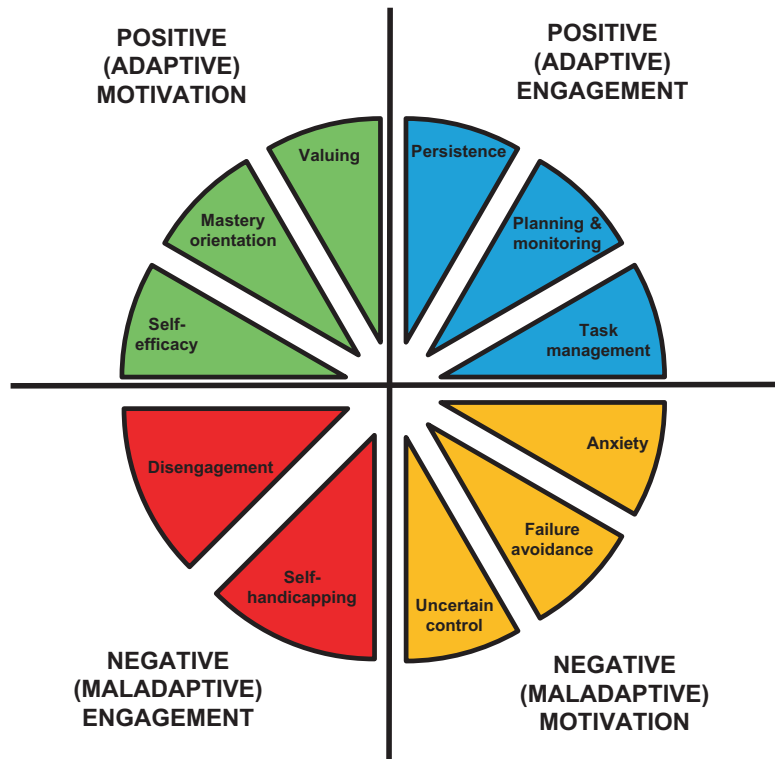 POSITIVE
(ADAPTIVE)
MOTIVATION
POSITIVE
(ADAPTIVE)
ENGAGEMENT
Valuing
Mastery
orientation
Self-
efficacy
Persistence
Planning &
monitoring
Task
management
Disengagement
Self-
handicapping
Anxiety
Failure
avoidance
Uncertain
control
NEGATIVE
(MALADAPTIVE)
ENGAGEMENT
NEGATIVE
(MALADAPTIVE)
MOTIVATION